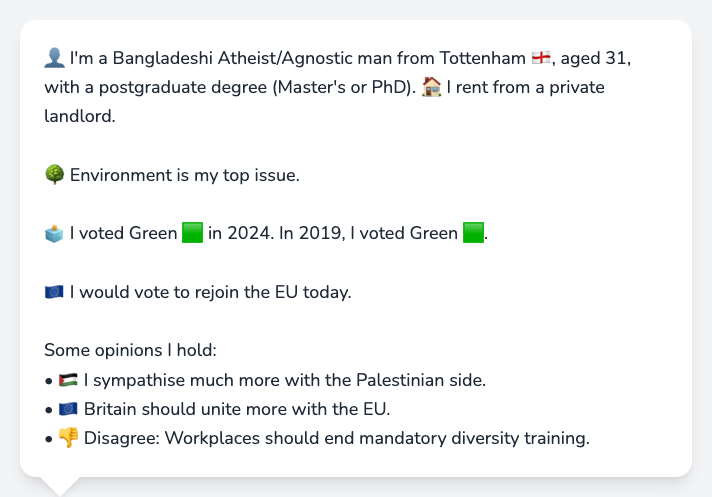 👤 I'm a Bangladeshi Atheist/Agnostic man from Tottenham 🏴󠁧󠁢󠁥󠁮󠁧󠁿, aged 31,
with a postgraduate degree (Master's or PhD). 🏠 I rent from a private
landlord.
🌳 Environment is my top issue.
🗳️ I voted Green 🟩 in 2024. In 2019, I voted Green 🟩.
🇪🇺 I would vote to rejoin the EU today.
Some opinions I hold:
• 🇵🇸 I sympathise much more with the Palestinian side.
• 🇪🇺 Britain should unite more with the EU.
• 👎 Disagree: Workplaces should end mandatory diversity training.